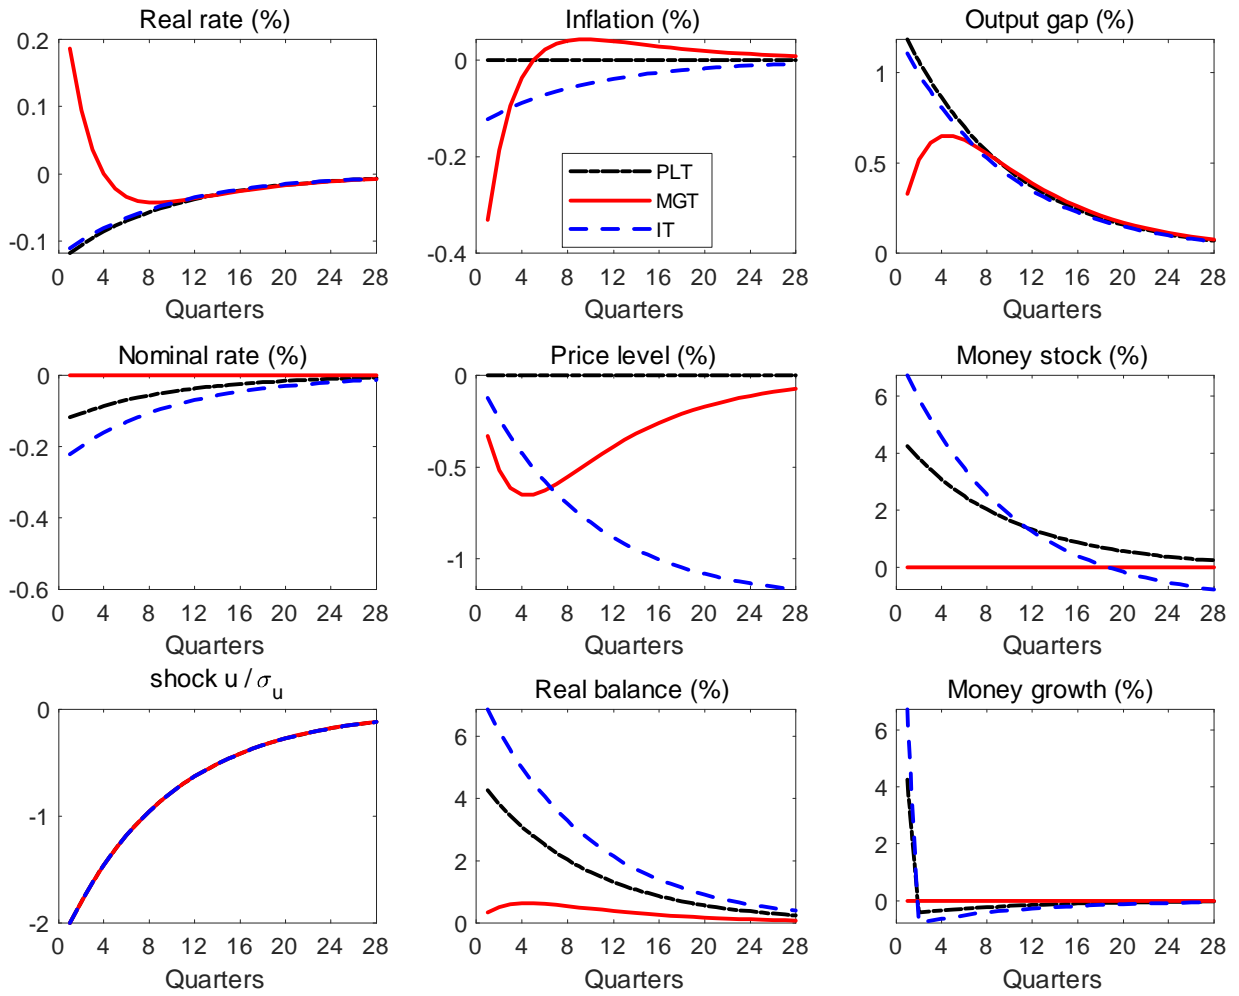 Real rate (%)
Inflation (%)
Output gap (%)
0.2
0.1
0
-0.1
0 4 8 12 16 20 24 28
Quarters
0
-0.2
-0.4
PLT
MGT
IT
0 4 8 12 16 20 24 28
Quarters
1
0.5
0
0 4 8 12 16 20 24 28
Quarters
Nominal rate (%)
Price level (%)
Money stock (%)
0
-0.2
-0.4
-0.6
0 4 8 12 16 20 24 28
Quarters
0
-0.5
-1
0 4 8 12 16 20 24 28
Quarters
6
4
2
0
0 4 8 12 16 20 24 28
Quarters
shock u / σu
Real balance (%)
Money growth (%)
0
-1
-2
0 4 8 12 16 20 24 28
Quarters
6
4
2
0
0 4 8 12 16 20 24 28
Quarters
6
4
2
0
0 4 8 12 16 20 24 28
Quarters